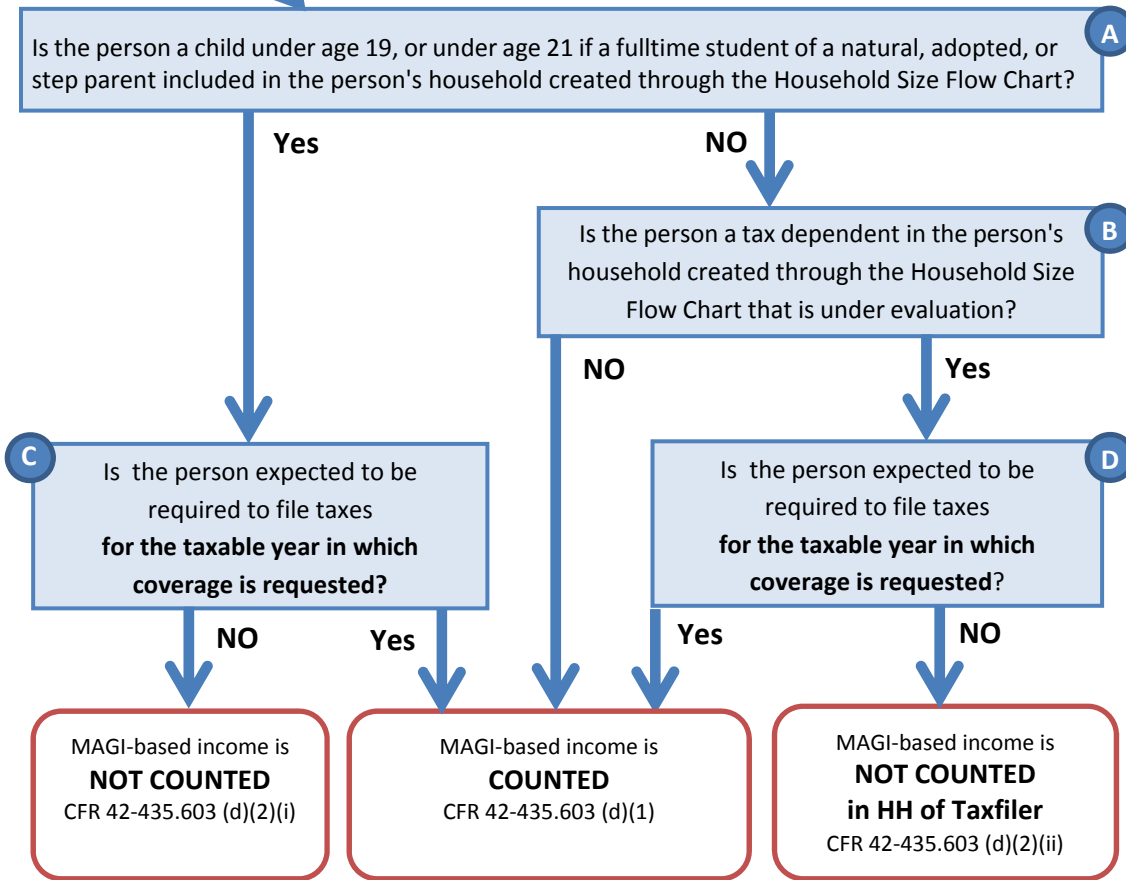 A
Is the person a child under age 19, or under age 21 if a fulltime student of a natural, adopted, or
step parent included in the person's household created through the Household Size Flow Chart?
Yes
NO
B
Is the person a tax dependent in the person's
household created through the Household Size
Flow Chart that is under evaluation?
NO
Yes
C
Is the person expected to be
required to file taxes
for the taxable year in which
coverage is requested?
D
Is the person expected to be
required to file taxes
for the taxable year in which
coverage is requested?
NO
Yes
Yes
NO
MAGI-based income is
NOT COUNTED
CFR 42-435.603 (d)(2)(i)
MAGI-based income is
COUNTED
CFR 42-435.603 (d)(1)
MAGI-based income is
NOT COUNTED
in HH of Taxfiler
CFR 42-435.603 (d)(2)(ii)